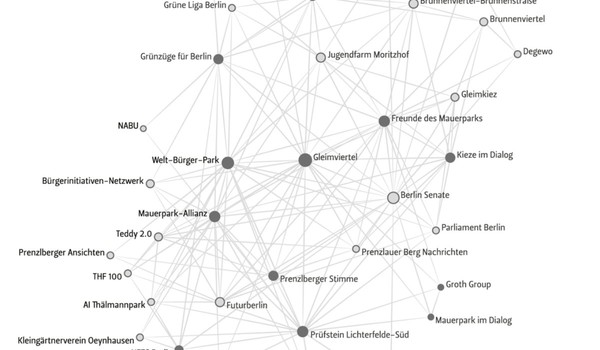 Grüne Liga Berlin
Brunnenviertel-Brunnenstraße
Brunnenviertel
Degewo
Grünzüge für Berlin
Jugendfarm Moritzhof
Gleimkiez
Freunde des Mauerparks
NABU
Welt-Bürger-Park
Gleimviertel
Kieze im Dialog
Bürgerinitiativen-Netzwerk
Berlin Senate
Mauerpark-Allianz
Parliament Berlin
Teddy 2.0
Prenzlberger Ansichten
Prenzlauer Berg Nachrichten
THF 100
Prenzlberger Stimme
Groth Group
AI Thälmannpark
Futurberlin
Mauerpark im Dialog
Prüfstein Lichterfelde-Süd
Kleingärtnerverein Oeynhausen